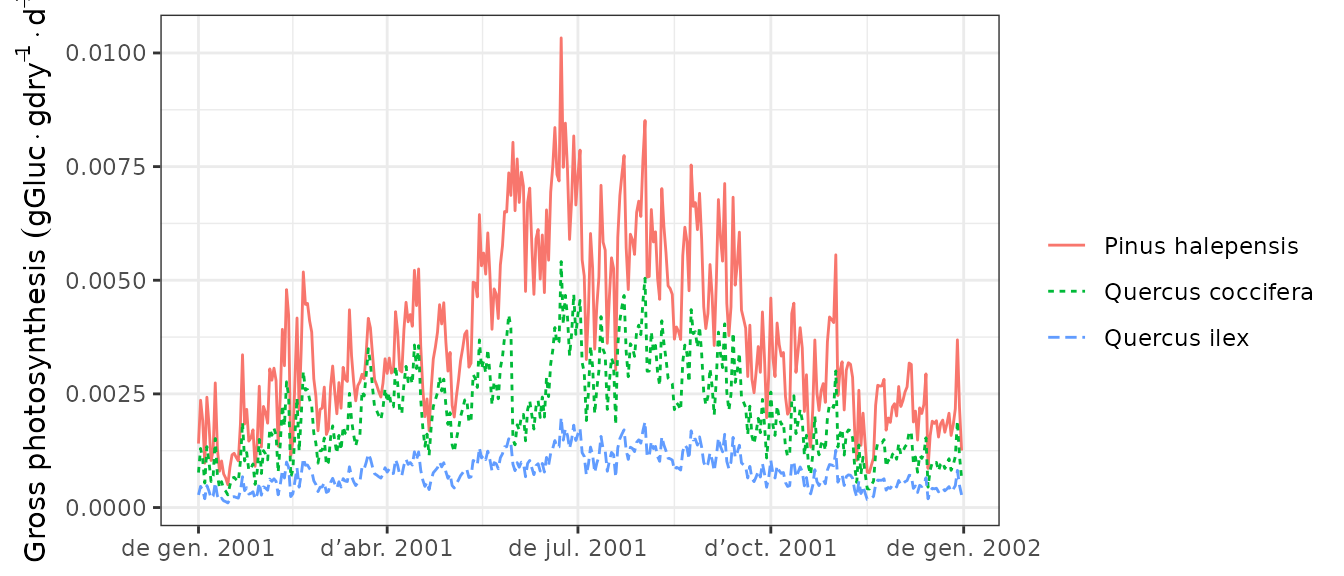 Gross photosynthesis (gGluc · gdry⁻¹ · d⁻
0.0100
0.0075
0.0050
0.0025
0.0000
de gen. 2001 d’abr. 2001 de jul. 2001 d’oct. 2001 de gen. 2002
Pinus halepensis
Quercus coccifera
Quercus ilex